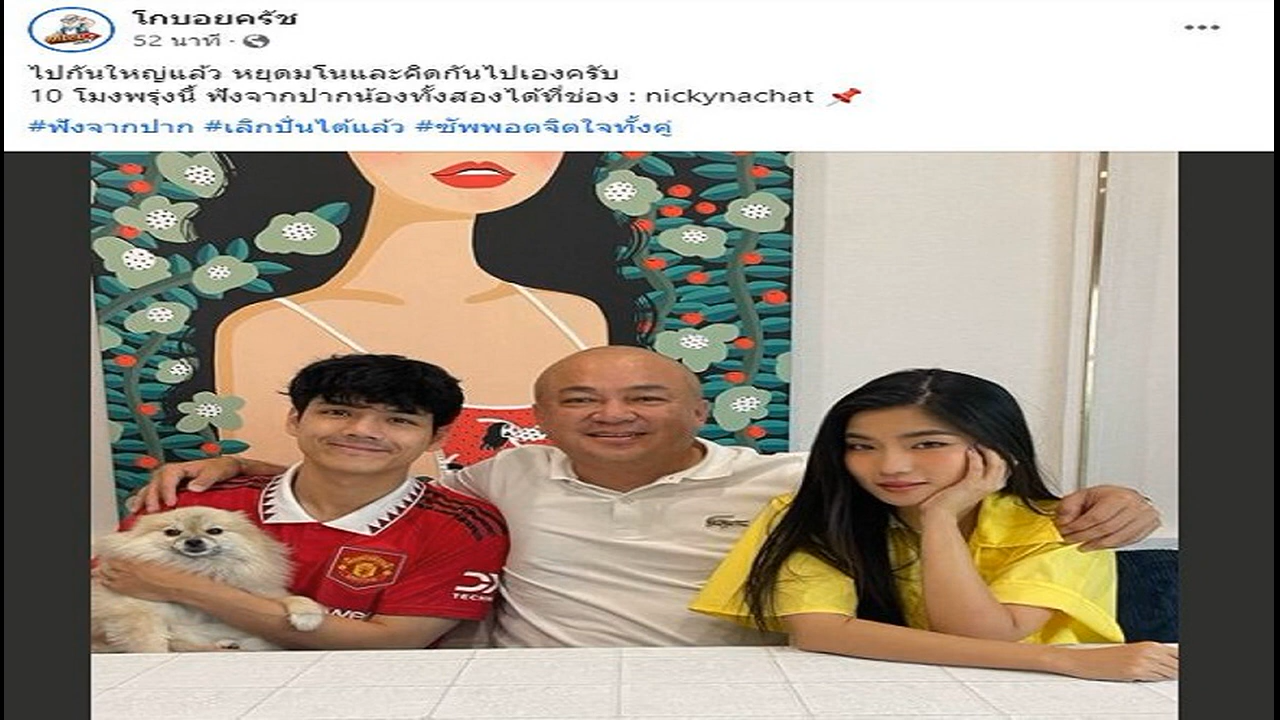 โกบอยครัช
52 นาที ·
ไปกันใหญ่แล้ว หยุดมโนและคิดกันไปเองครับ
10 โมงพรุ่งนี้ ฟังจากปากน้องทั้งสองได้ที่ช่อง : nickynachat 📌
#ฟังจากปาก #เลิกปั่นได้แล้ว #ซัพพอตจิตใจทั้งคู่
TECHN